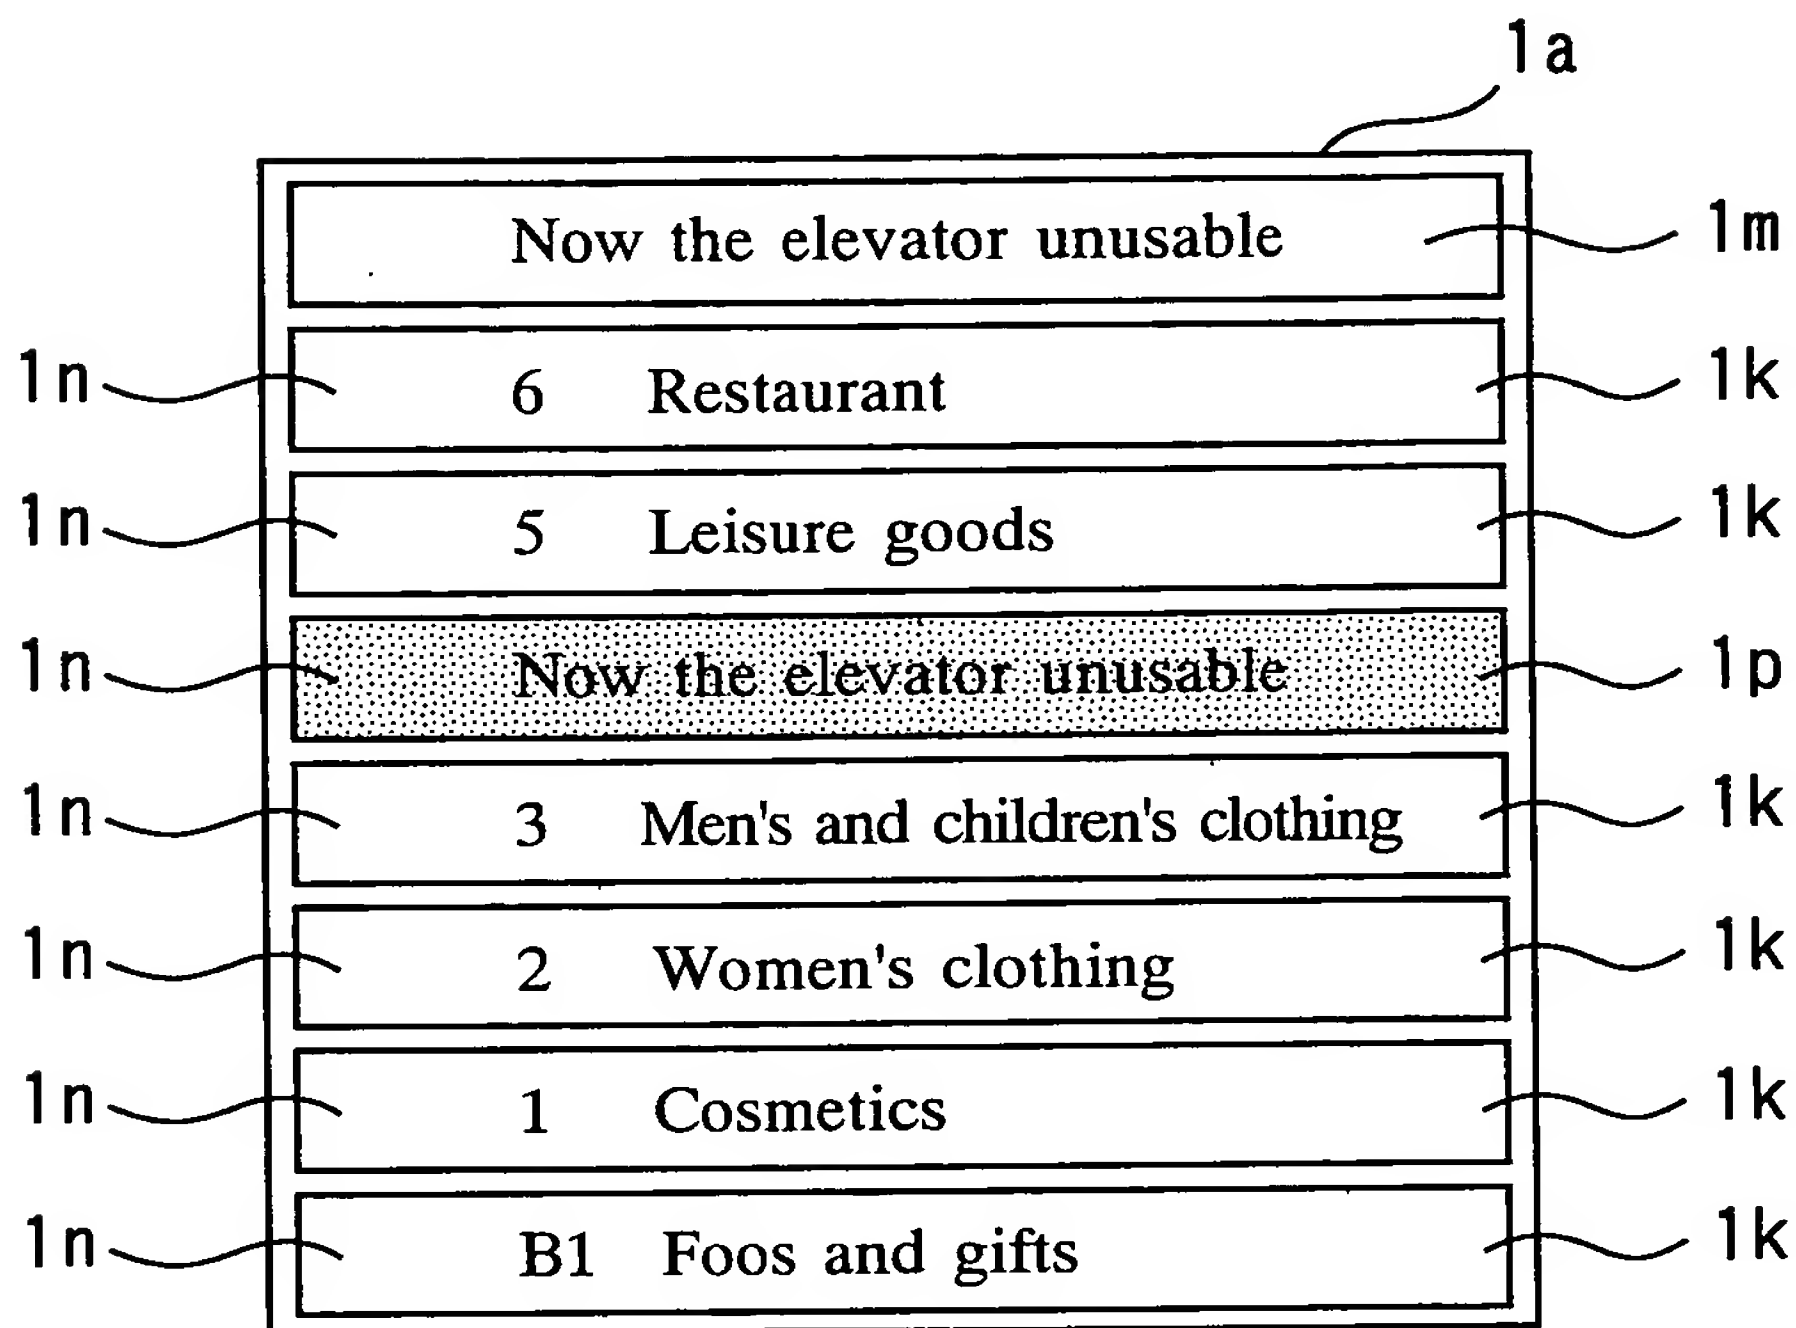 1a
Now the elevator unusable 1m
1n 6 Restaurant 1k
1n 5 Leisure goods 1k
1n Now the elevator unusable 1p
1n 3 Men's and children's clothing 1k
1n 2 Women's clothing 1k
1n 1 Cosmetics 1k
1n B1 Foos and gifts 1k